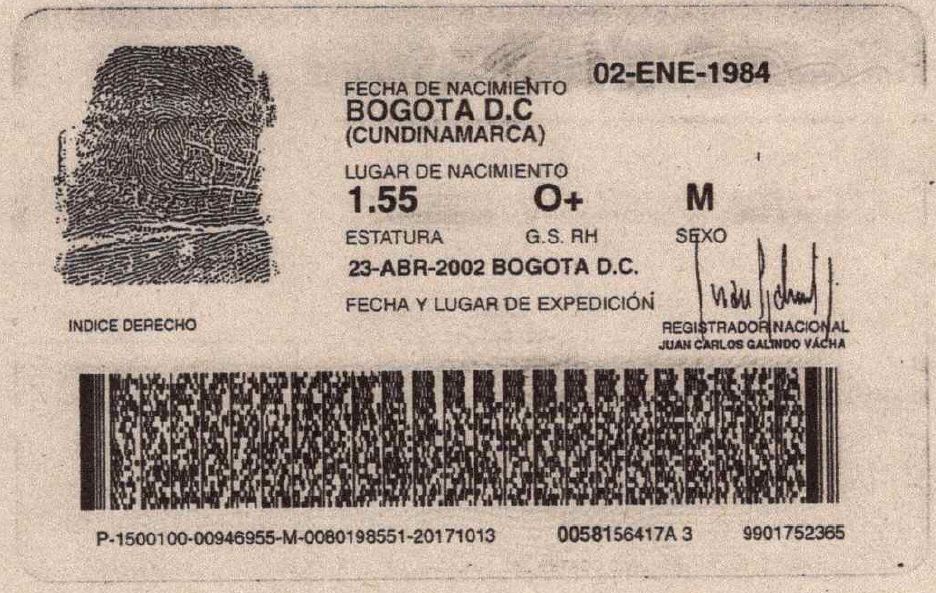 02-ENE-1984
FECHA DE NACIMIENTO
BOGOTA D.C
(CUNDINAMARCA)
LUGAR DE NACIMIENTO
1.55 O+ M
ESTATURA G.S. RH SEXO
23-ABR-2002 BOGOTA D.C.
FECHA Y LUGAR DE EXPEDICIÓN
INDICE DERECHO
REGISTRADOR NACIONAL
JUAN CARLOS GALINDO VÁCHA
P-1500100-00946955-M-0080198551-20171013 0058156417A 3 9901752365